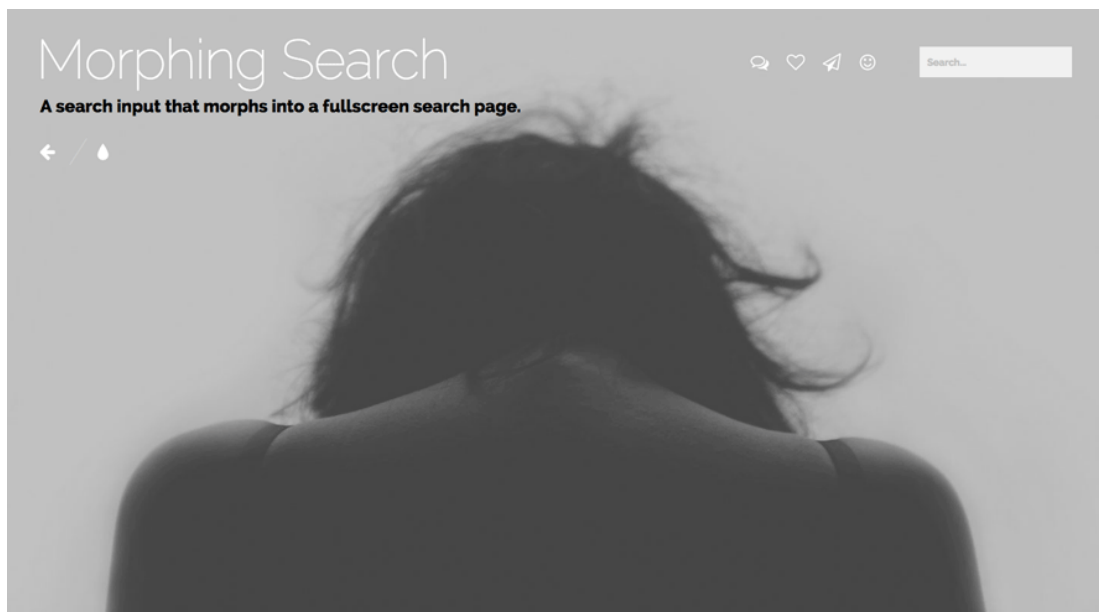 Morphing Search
A search input that morphs into a fullscreen search page.
Search...